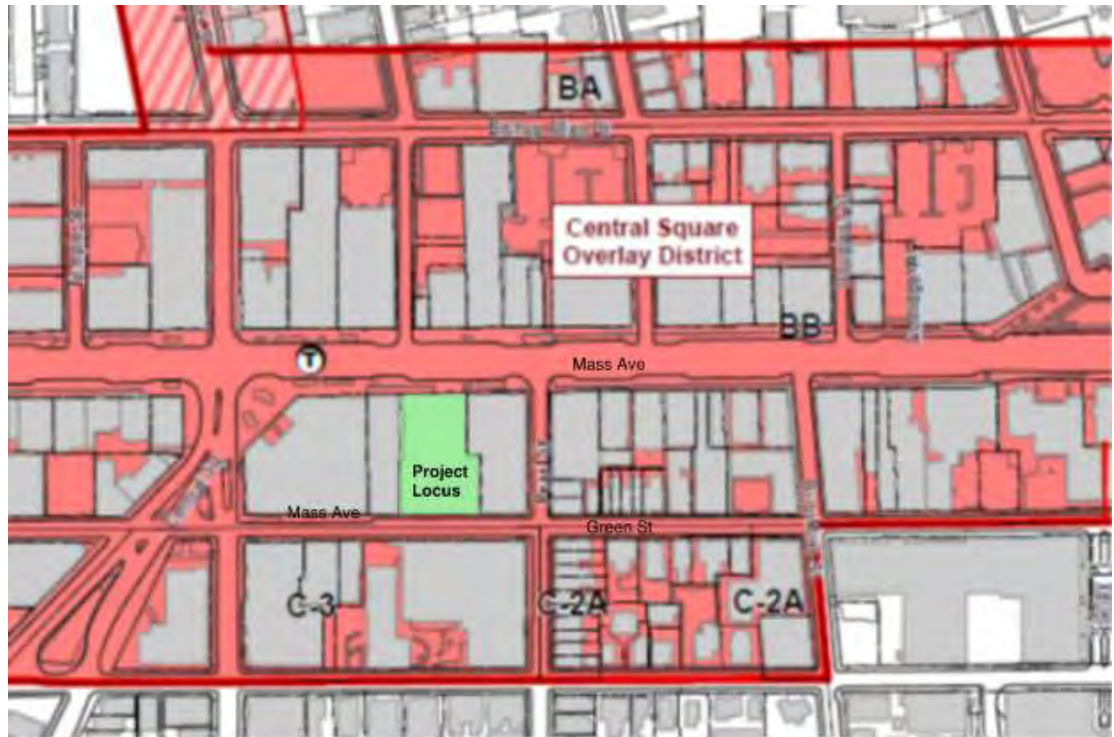 BA
Central Square
Overlay District
BB
T
Mass Ave
Project
Locus
Mass Ave
Green St
C-3
C-2A
C-2A